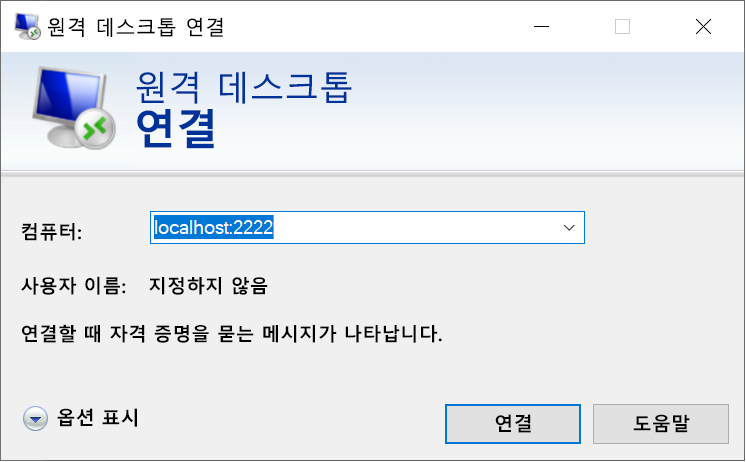 원격 데스크톱 연결
원격 데스크톱
연결
컴퓨터: localhost:2222
사용자 이름: 지정하지 않음
연결할 때 자격 증명을 묻는 메시지가 나타납니다.
옵션 표시 연결 도움말